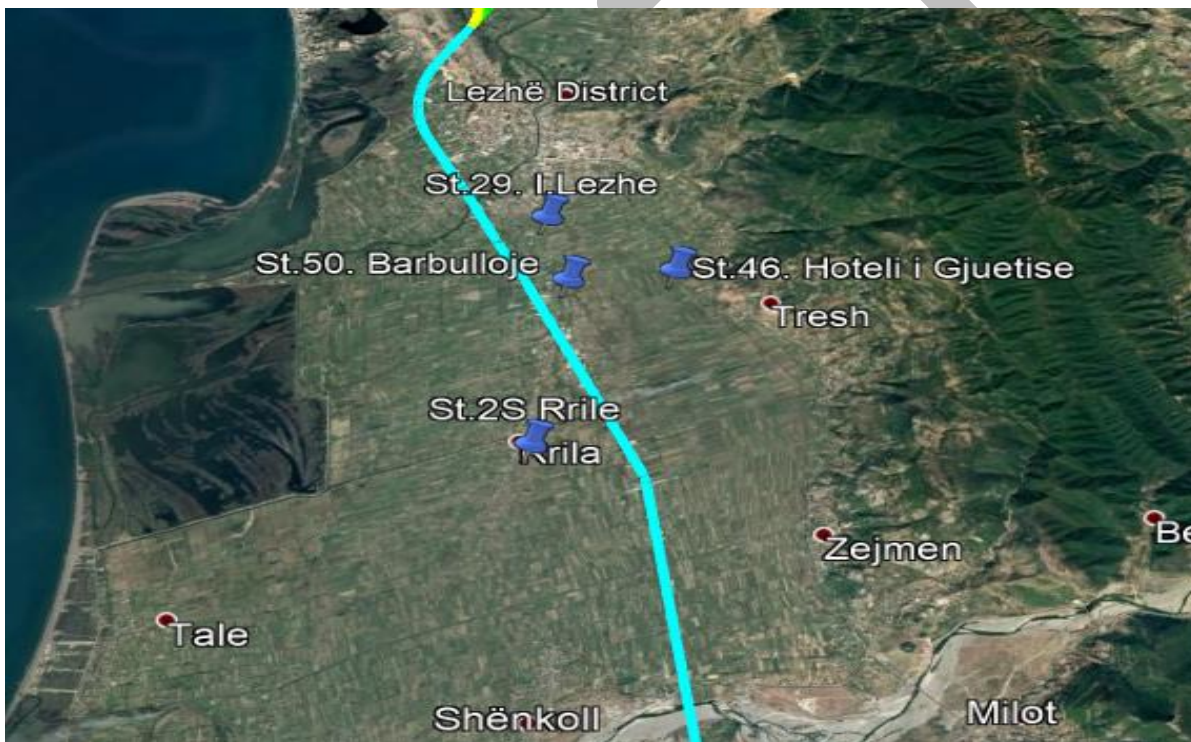 Lezhë District
St.29. I.Lezhe
St.50. Barbulloje
St.46. Hoteli i Gjuetise
Tresh
St.2S Rrile
Krila
Zejmen
Be
Tale
Shënkoll
Milot